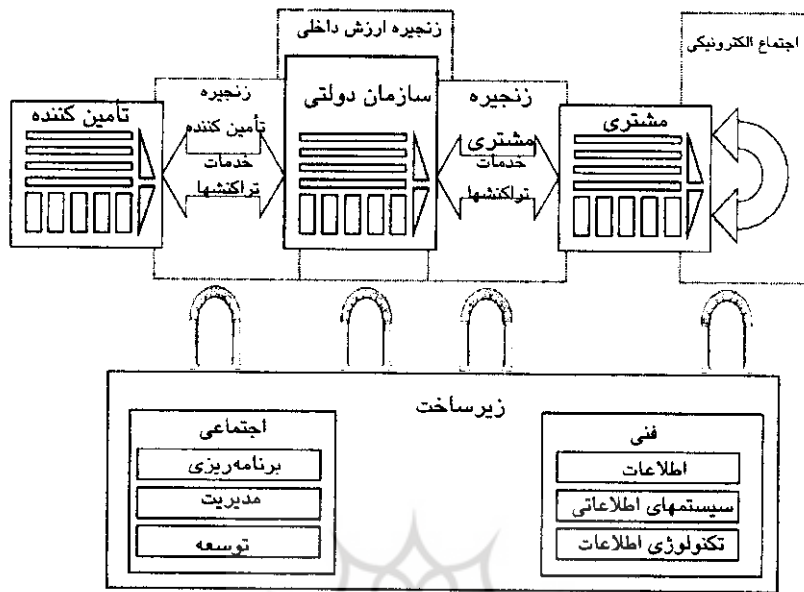 زنجیره ارزش داخلی
اجتماع الکترونیکی
مشتری
زنجیره
مشتری
خدمات
تراکنشها
سازمان دولتی
زنجیره
تأمین کننده
خدمات
تراکنشها
تأمین کننده
زیرساخت
فنی
اطلاعات
سیستمهای اطلاعاتی
تکنولوژی اطلاعات
اجتماعی
برنامه‌ریزی
مدیریت
توسعه